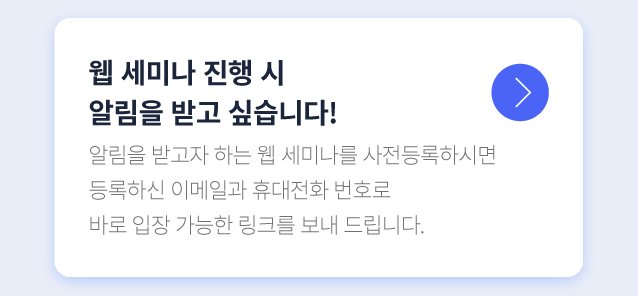 웹 세미나 진행 시
알림을 받고 싶습니다!
알림을 받고자 하는 웹 세미나를 사전등록하시면
등록하신 이메일과 휴대전화 번호로
바로 입장 가능한 링크를 보내 드립니다.